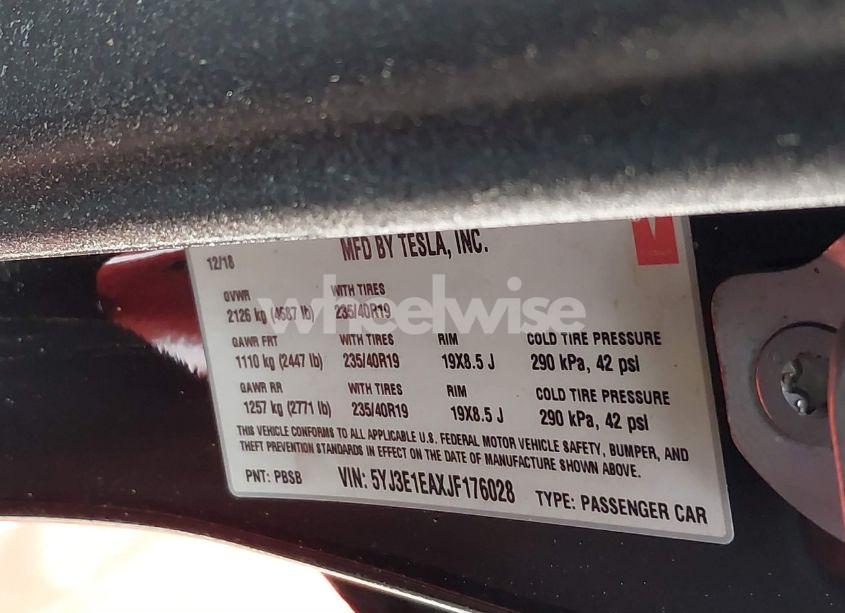 12/18 MFD BY TESLA, INC.
GVWR WITH TIRES
2126 kg (4687 lb) 235/40R19
wheelwise
GAWR FRT WITH TIRES RIM COLD TIRE PRESSURE
1110 kg (2447 lb) 235/40R19 19X8.5 J 290 kPa, 42 psi
GAWR RR WITH TIRES RIM COLD TIRE PRESSURE
1257 kg (2771 lb) 235/40R19 19X8.5 J 290 kPa, 42 psi
THIS VEHICLE CONFORMS TO ALL APPLICABLE U.S. FEDERAL MOTOR VEHICLE SAFETY, BUMPER, AND
THEFT PREVENTION STANDARDS IN EFFECT ON THE DATE OF MANUFACTURE SHOWN ABOVE.
PNT: PBSB VIN: 5YJ3E1EAXJF176028 TYPE: PASSENGER CAR